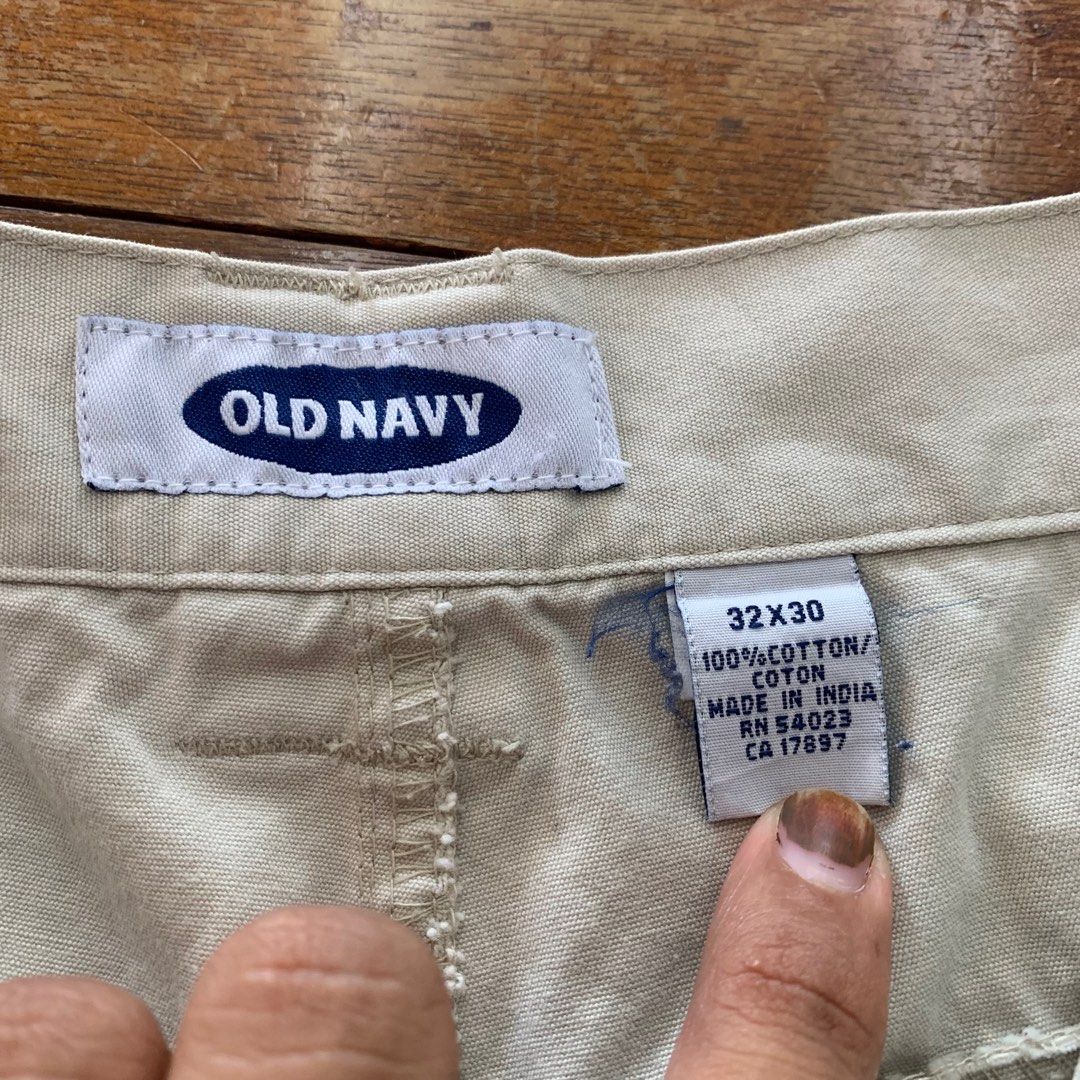 OLD NAVY
32X30
100%COTTON/
COTON
MADE IN INDIA
RN 54023
CA 17897